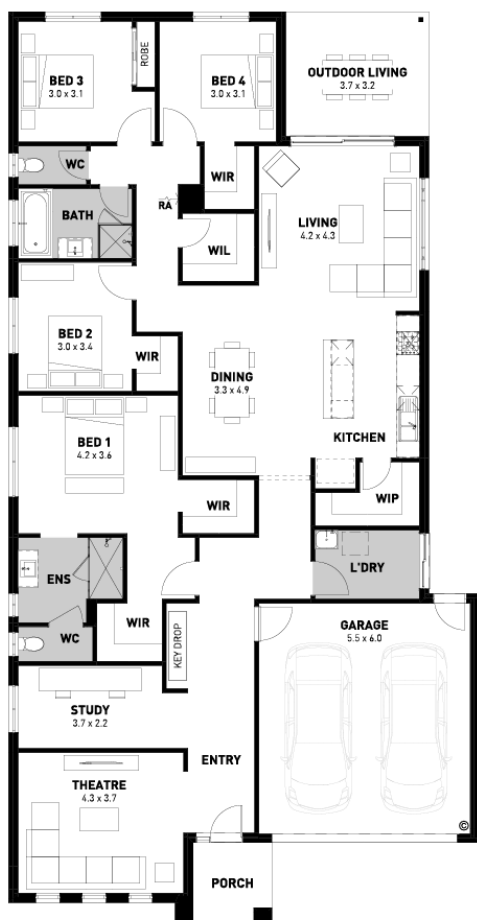 BED 3
3.0 x 3.1
ROBE
BED 4
3.0 x 3.1
OUTDOOR LIVING
3.7 x 3.2
WC
WIR
BATH
RA
WIL
LIVING
4.2 x 4.3
BED 2
3.0 x 3.4
WIR
DINING
3.3 x 4.9
KITCHEN
BED 1
4.2 x 3.6
WIR
WIP
ENS
L'DRY
WIR
WC
KEY DROP
GARAGE
5.5 x 6.0
STUDY
3.7 x 2.2
ENTRY
THEATRE
4.3 x 3.7
©
PORCH